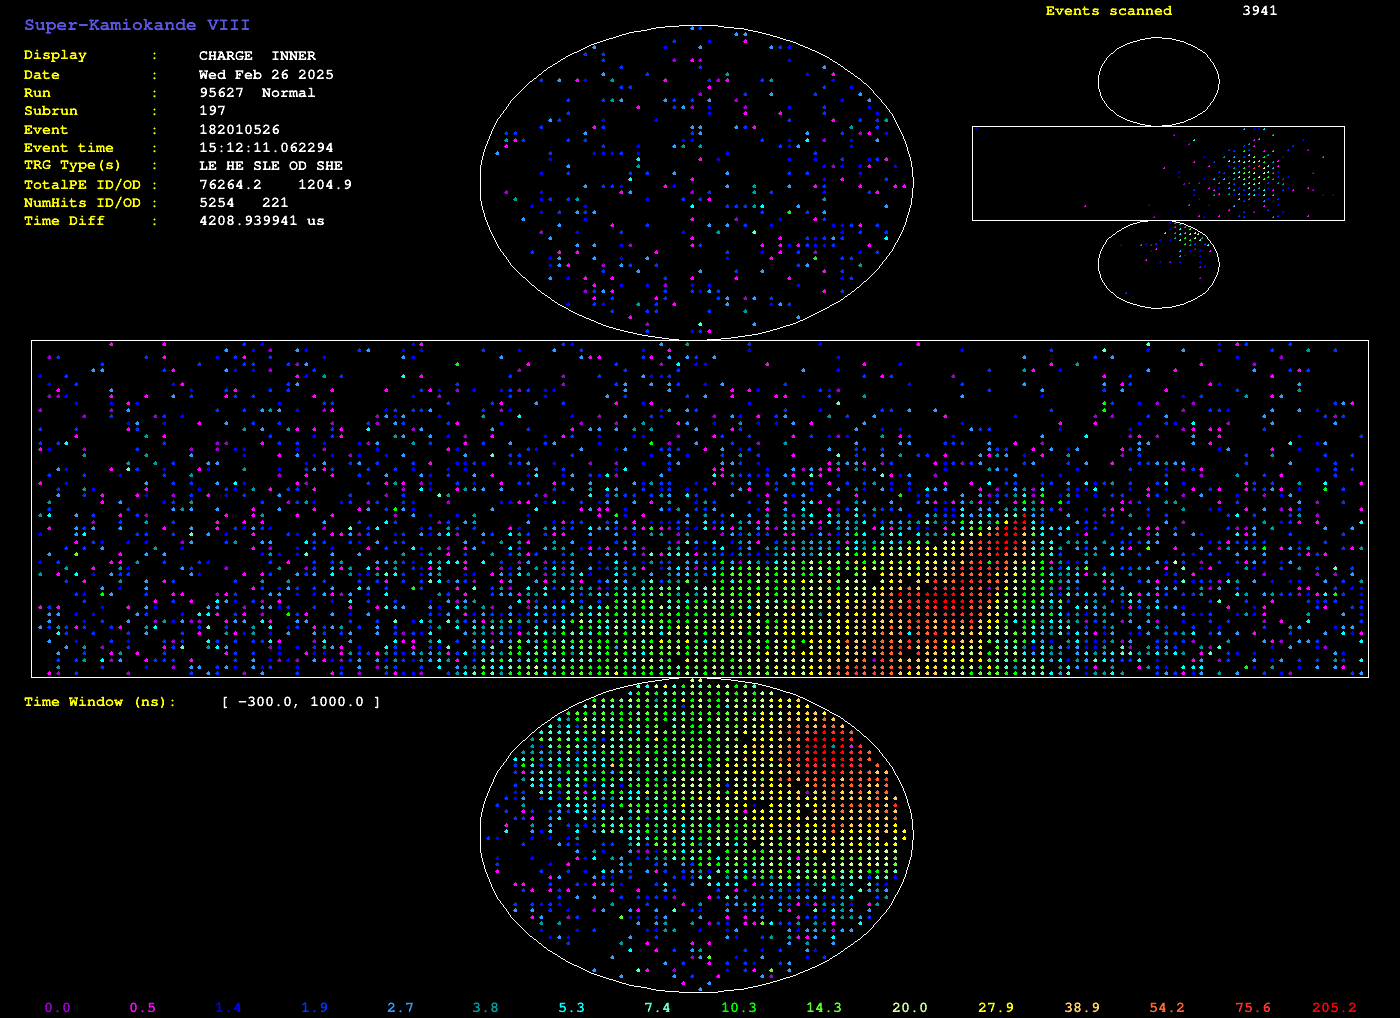 Super-Kamiokande VIII
Display : CHARGE INNER
Date : Wed Feb 26 2025
Run : 95627 Normal
Subrun : 197
Event : 182010526
Event time : 15:12:11.062294
TRG Type(s) : LE HE SLE OD SHE
TotalPE ID/OD : 76264.2 1204.9
NumHits ID/OD : 5254 221
Time Diff : 4208.939941 us
Events scanned 3941
Time Window (ns): [ -300.0, 1000.0 ]
0.0 0.5 1.4 1.9 2.7 3.8 5.3 7.4 10.3 14.3 20.0 27.9 38.9 54.2 75.6 205.2